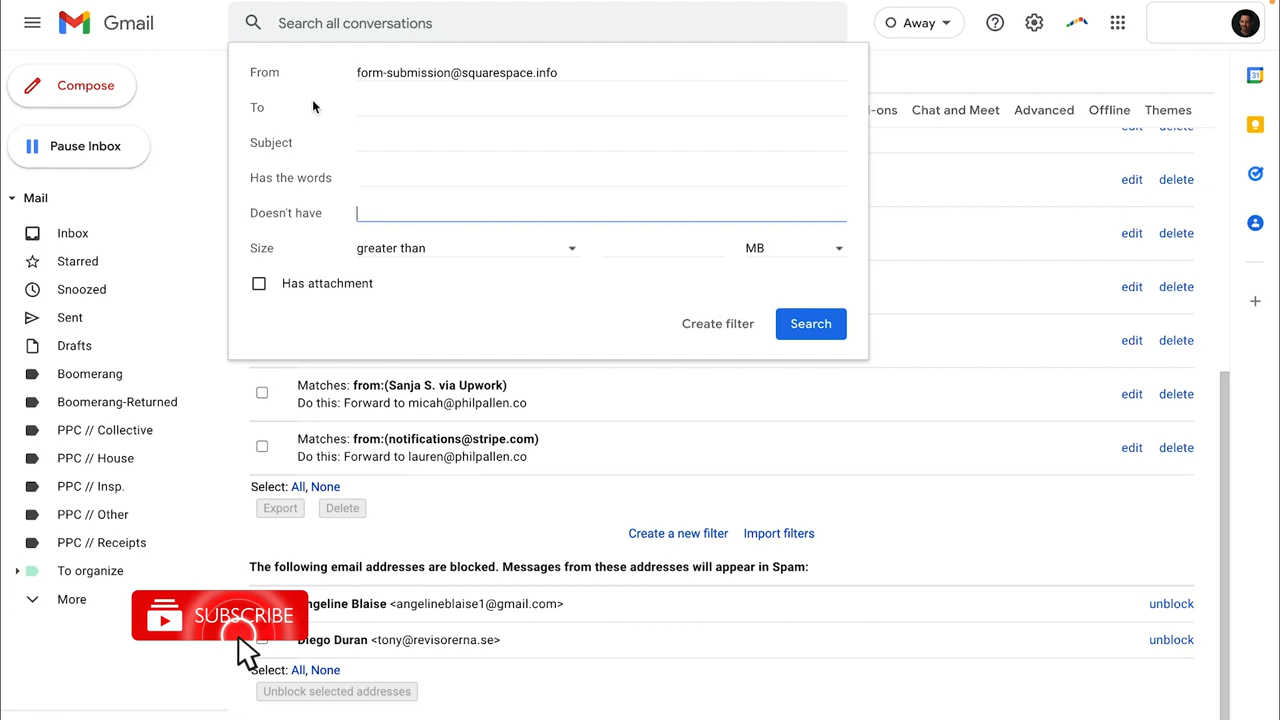 Gmail
Search all conversations
Away
From form-submission@squarespace.info
To
Subject
Has the words
Doesn't have
Size greater than MB
Has attachment
Create filter Search
Compose
Pause Inbox
Mail
Inbox
Starred
Snoozed
Sent
Drafts
Boomerang
Boomerang-Returned
PPC // Collective
PPC // House
PPC // Insp.
PPC // Other
PPC // Receipts
To organize
More
SUBSCRIBE
-ons Chat and Meet Advanced Offline Themes
edit delete
edit delete
edit delete
edit delete
edit delete
Matches: from:(Sanja S. via Upwork)
Do this: Forward to micah@philpallen.co
edit delete
Matches: from:(notifications@stripe.com)
Do this: Forward to lauren@philpallen.co
edit delete
Select: All, None
Export Delete
Create a new filter Import filters
The following email addresses are blocked. Messages from these addresses will appear in Spam:
ngeline Blaise <angelineblaise1@gmail.com> unblock
Diego Duran <tony@revisorerna.se> unblock
Select: All, None
Unblock selected addresses
31